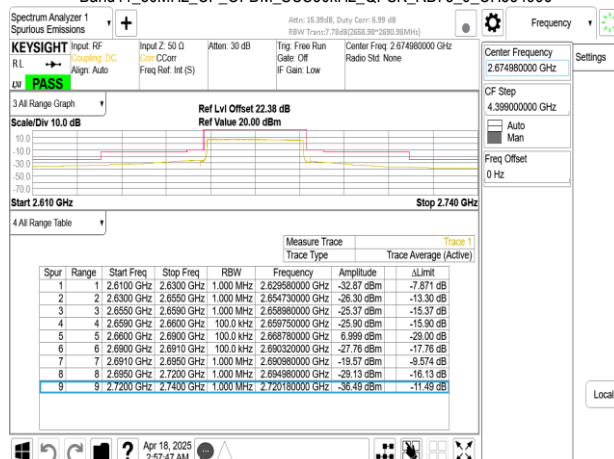 Spectrum Analyzer 1
Spurious Emissions
Attn: 15.39dB, Duty Corr: 6.99 dB
RBW Trans:7.78dB(2658.98~2690.98MHs)
Frequency
KEYSIGHT Input: RF Input Z: 50 Ω Atten: 30 dB Trig: Free Run Center Freq: 2.674980000 GHz
RL Coupling: DC Corr CCorr Gate: Off Radio Std: None
Align: Auto Freq Ref: Int (S) IF Gain: Low
LXI PASS
Center Frequency
2.674980000 GHz
Settings
CF Step
4.399000000 GHz
Auto
Man
Freq Offset
0 Hz
3 All Range Graph
Ref Lvl Offset 22.38 dB
Scale/Div 10.0 dB Ref Value 20.00 dBm
10.0
-10.0
-30.0
-50.0
-70.0
Start 2.610 GHz Stop 2.740 GHz
4 All Range Table
Measure Trace Trace 1
Trace Type Trace Average (Active)
Spur Range Start Freq Stop Freq RBW Frequency Amplitude ΔLimit
1 1 2.6100 GHz 2.6300 GHz 1.000 MHz 2.629580000 GHz -32.87 dBm -7.871 dB
2 2 2.6300 GHz 2.6550 GHz 1.000 MHz 2.654730000 GHz -26.30 dBm -13.30 dB
3 3 2.6550 GHz 2.6590 GHz 1.000 MHz 2.658980000 GHz -25.37 dBm -15.37 dB
4 4 2.6590 GHz 2.6600 GHz 100.0 kHz 2.659750000 GHz -25.90 dBm -15.90 dB
5 5 2.6600 GHz 2.6900 GHz 100.0 kHz 2.668780000 GHz 6.999 dBm -29.00 dB
6 6 2.6900 GHz 2.6910 GHz 100.0 kHz 2.690320000 GHz -27.76 dBm -17.76 dB
7 7 2.6910 GHz 2.6950 GHz 1.000 MHz 2.690980000 GHz -19.57 dBm -9.574 dB
8 8 2.6950 GHz 2.7200 GHz 1.000 MHz 2.694980000 GHz -29.13 dBm -16.13 dB
9 9 2.7200 GHz 2.7400 GHz 1.000 MHz 2.720180000 GHz -36.49 dBm -11.49 dB
Local
Apr 18, 2025
2:57:47 AM